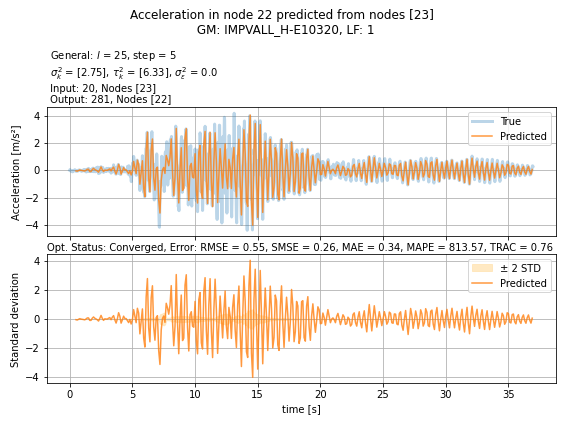 Acceleration in node 22 predicted from nodes [23]
GM: IMPVALL_H-E10320, LF: 1
General: l = 25, step = 5
σ²ₖ = [2.75], τ²ₖ = [6.33], σ²ε = 0.0
Input: 20, Nodes [23]
Output: 281, Nodes [22]
Acceleration [m/s²]
4
2
0
−2
−4
True
Predicted
Opt. Status: Converged, Error: RMSE = 0.55, SMSE = 0.26, MAE = 0.34, MAPE = 813.57, TRAC = 0.76
Standard deviation
4
2
0
−2
−4
± 2 STD
Predicted
0 5 10 15 20 25 30 35
time [s]